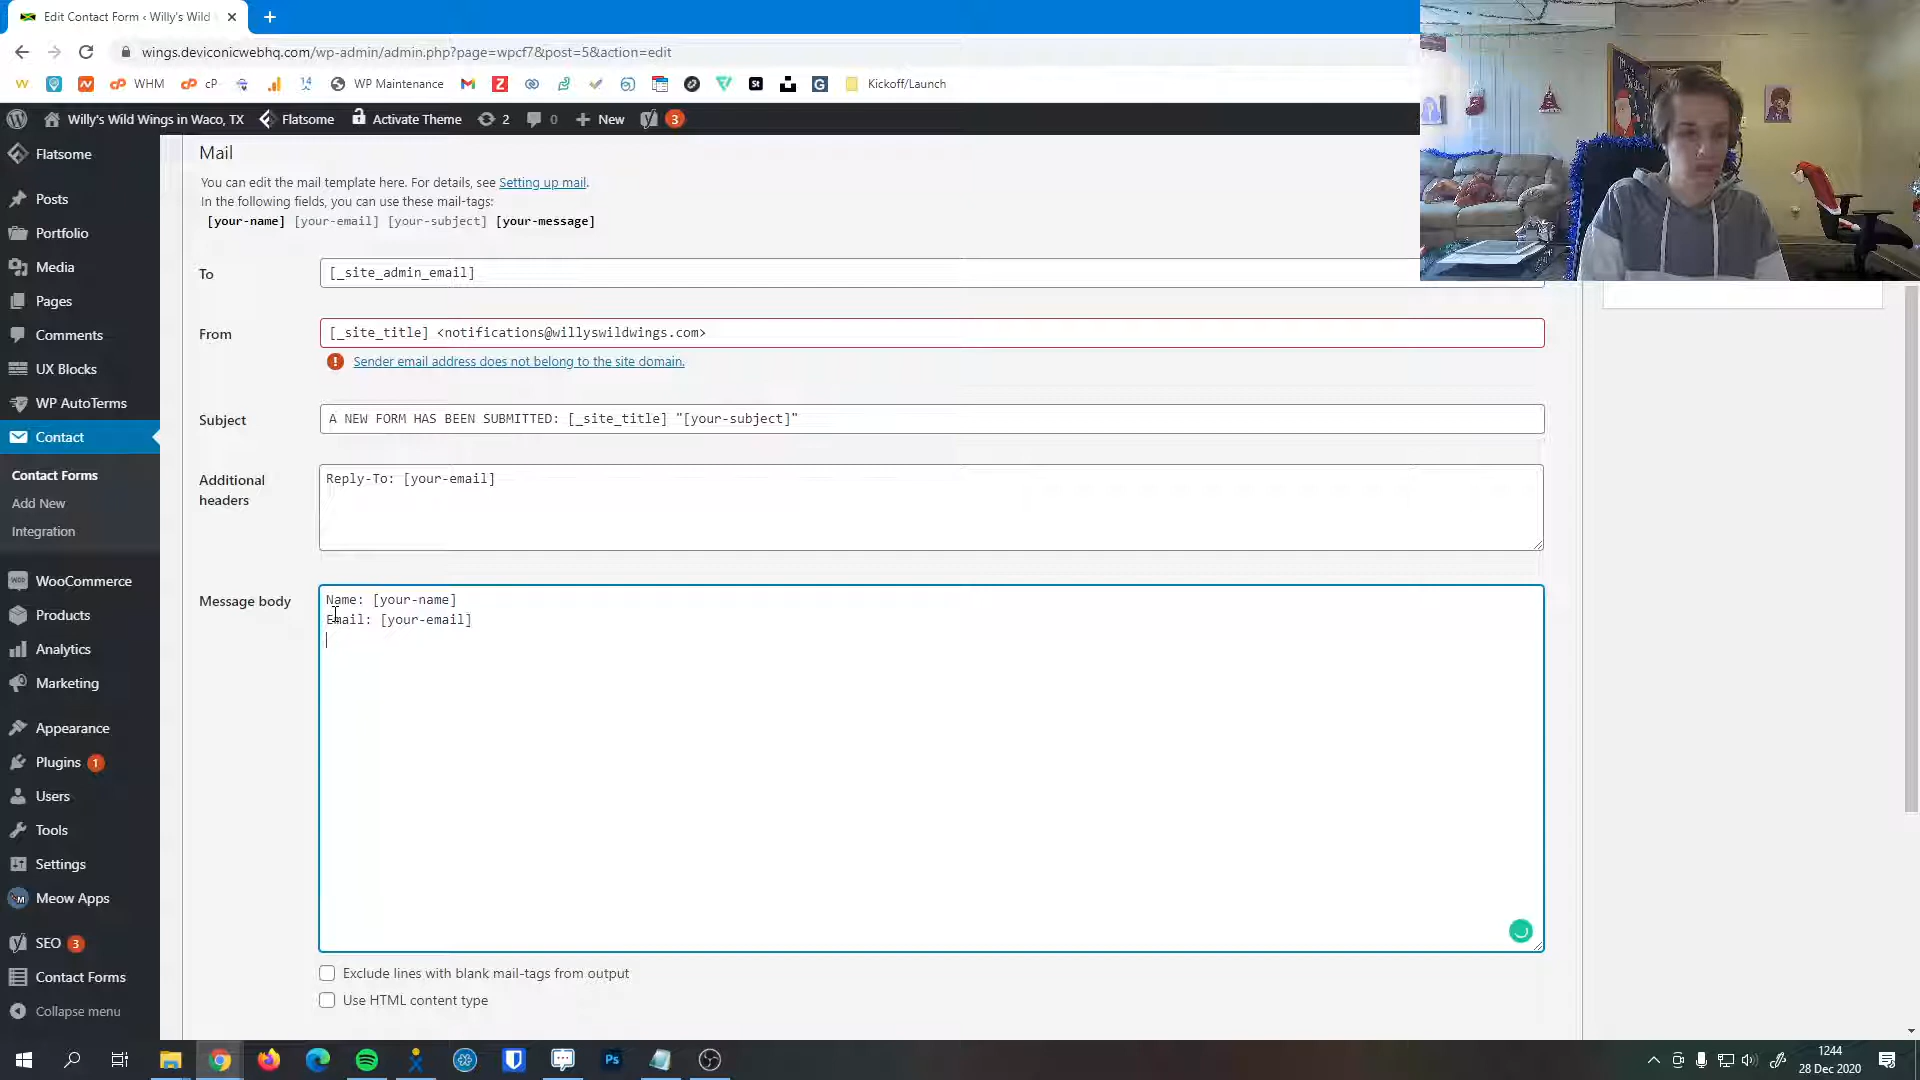 Edit Contact Form ‹ Willy's Wild
wings.deviconicwebhq.com/wp-admin/admin.php?page=wpcf7&post=5&action=edit
WHM
cP
WP Maintenance
Kickoff/Launch
Willy's Wild Wings in Waco, TX
Flatsome
Activate Theme
2
0
New
3
Flatsome
Posts
Portfolio
Media
Pages
Comments
UX Blocks
WP AutoTerms
Contact
Contact Forms
Add New
Integration
WooCommerce
Products
Analytics
Marketing
Appearance
Plugins 1
Users
Tools
Settings
Meow Apps
SEO 3
Contact Forms
Collapse menu
Mail
You can edit the mail template here. For details, see Setting up mail.
In the following fields, you can use these mail-tags:
[your-name] [your-email] [your-subject] [your-message]
To
[_site_admin_email]
From
[_site_title] <notifications@willyswildwings.com>
Sender email address does not belong to the site domain.
Subject
A NEW FORM HAS BEEN SUBMITTED: [_site_title] "[your-subject]"
Additional
headers
Reply-To: [your-email]
Message body
Name: [your-name]
Email: [your-email]
Exclude lines with blank mail-tags from output
Use HTML content type
Ps
1244
28 Dec 2020